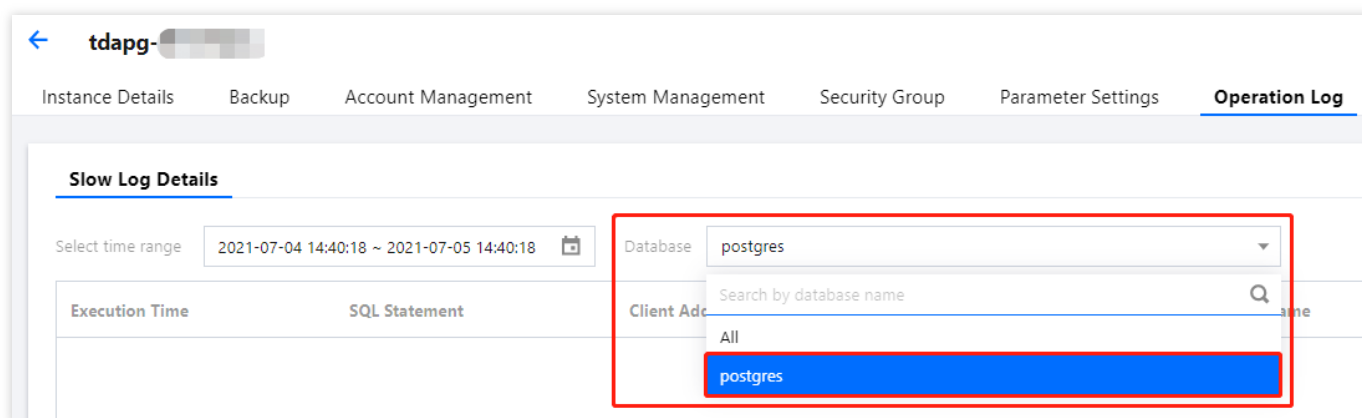 tdapg-
Instance Details Backup Account Management System Management Security Group Parameter Settings Operation Log
Slow Log Details
Select time range 2021-07-04 14:40:18 ~ 2021-07-05 14:40:18 Database postgres
Search by database name
Execution Time SQL Statement Client
All
postgres